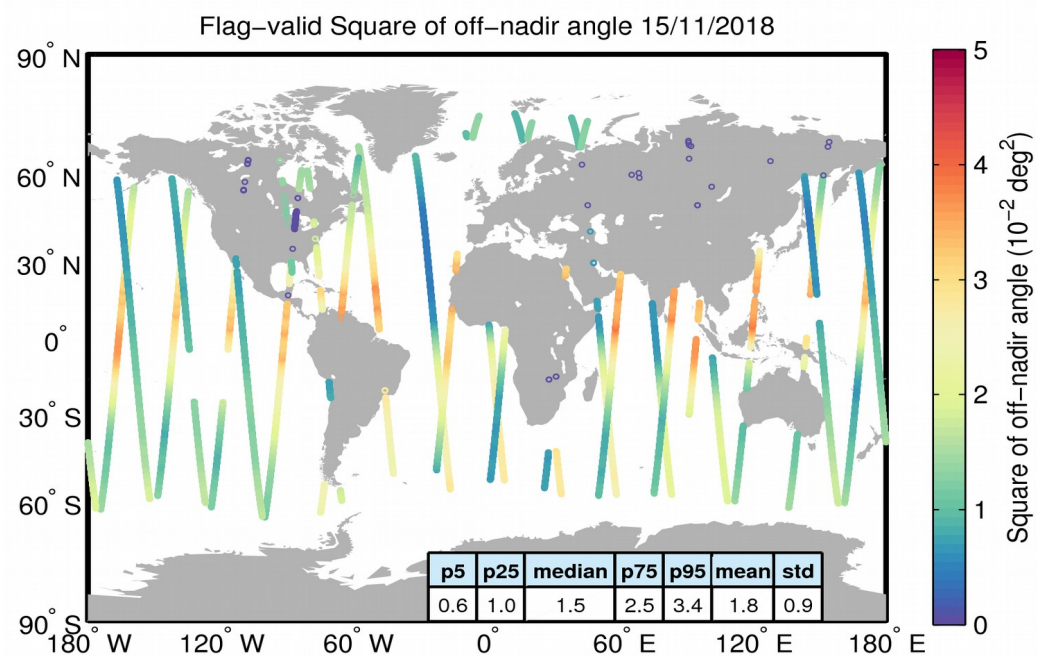 Flag−valid Square of off−nadir angle 15/11/2018
90° N
60° N
30° N
0°
30° S
60° S
90° S
180° W
120° W
60° W
0°
60° E
120° E
180° E
p5 p25 median p75 p95 mean std
0.6 1.0 1.5 2.5 3.4 1.8 0.9
5
4
3
2
1
0
Square of off−nadir angle (10⁻² deg²)